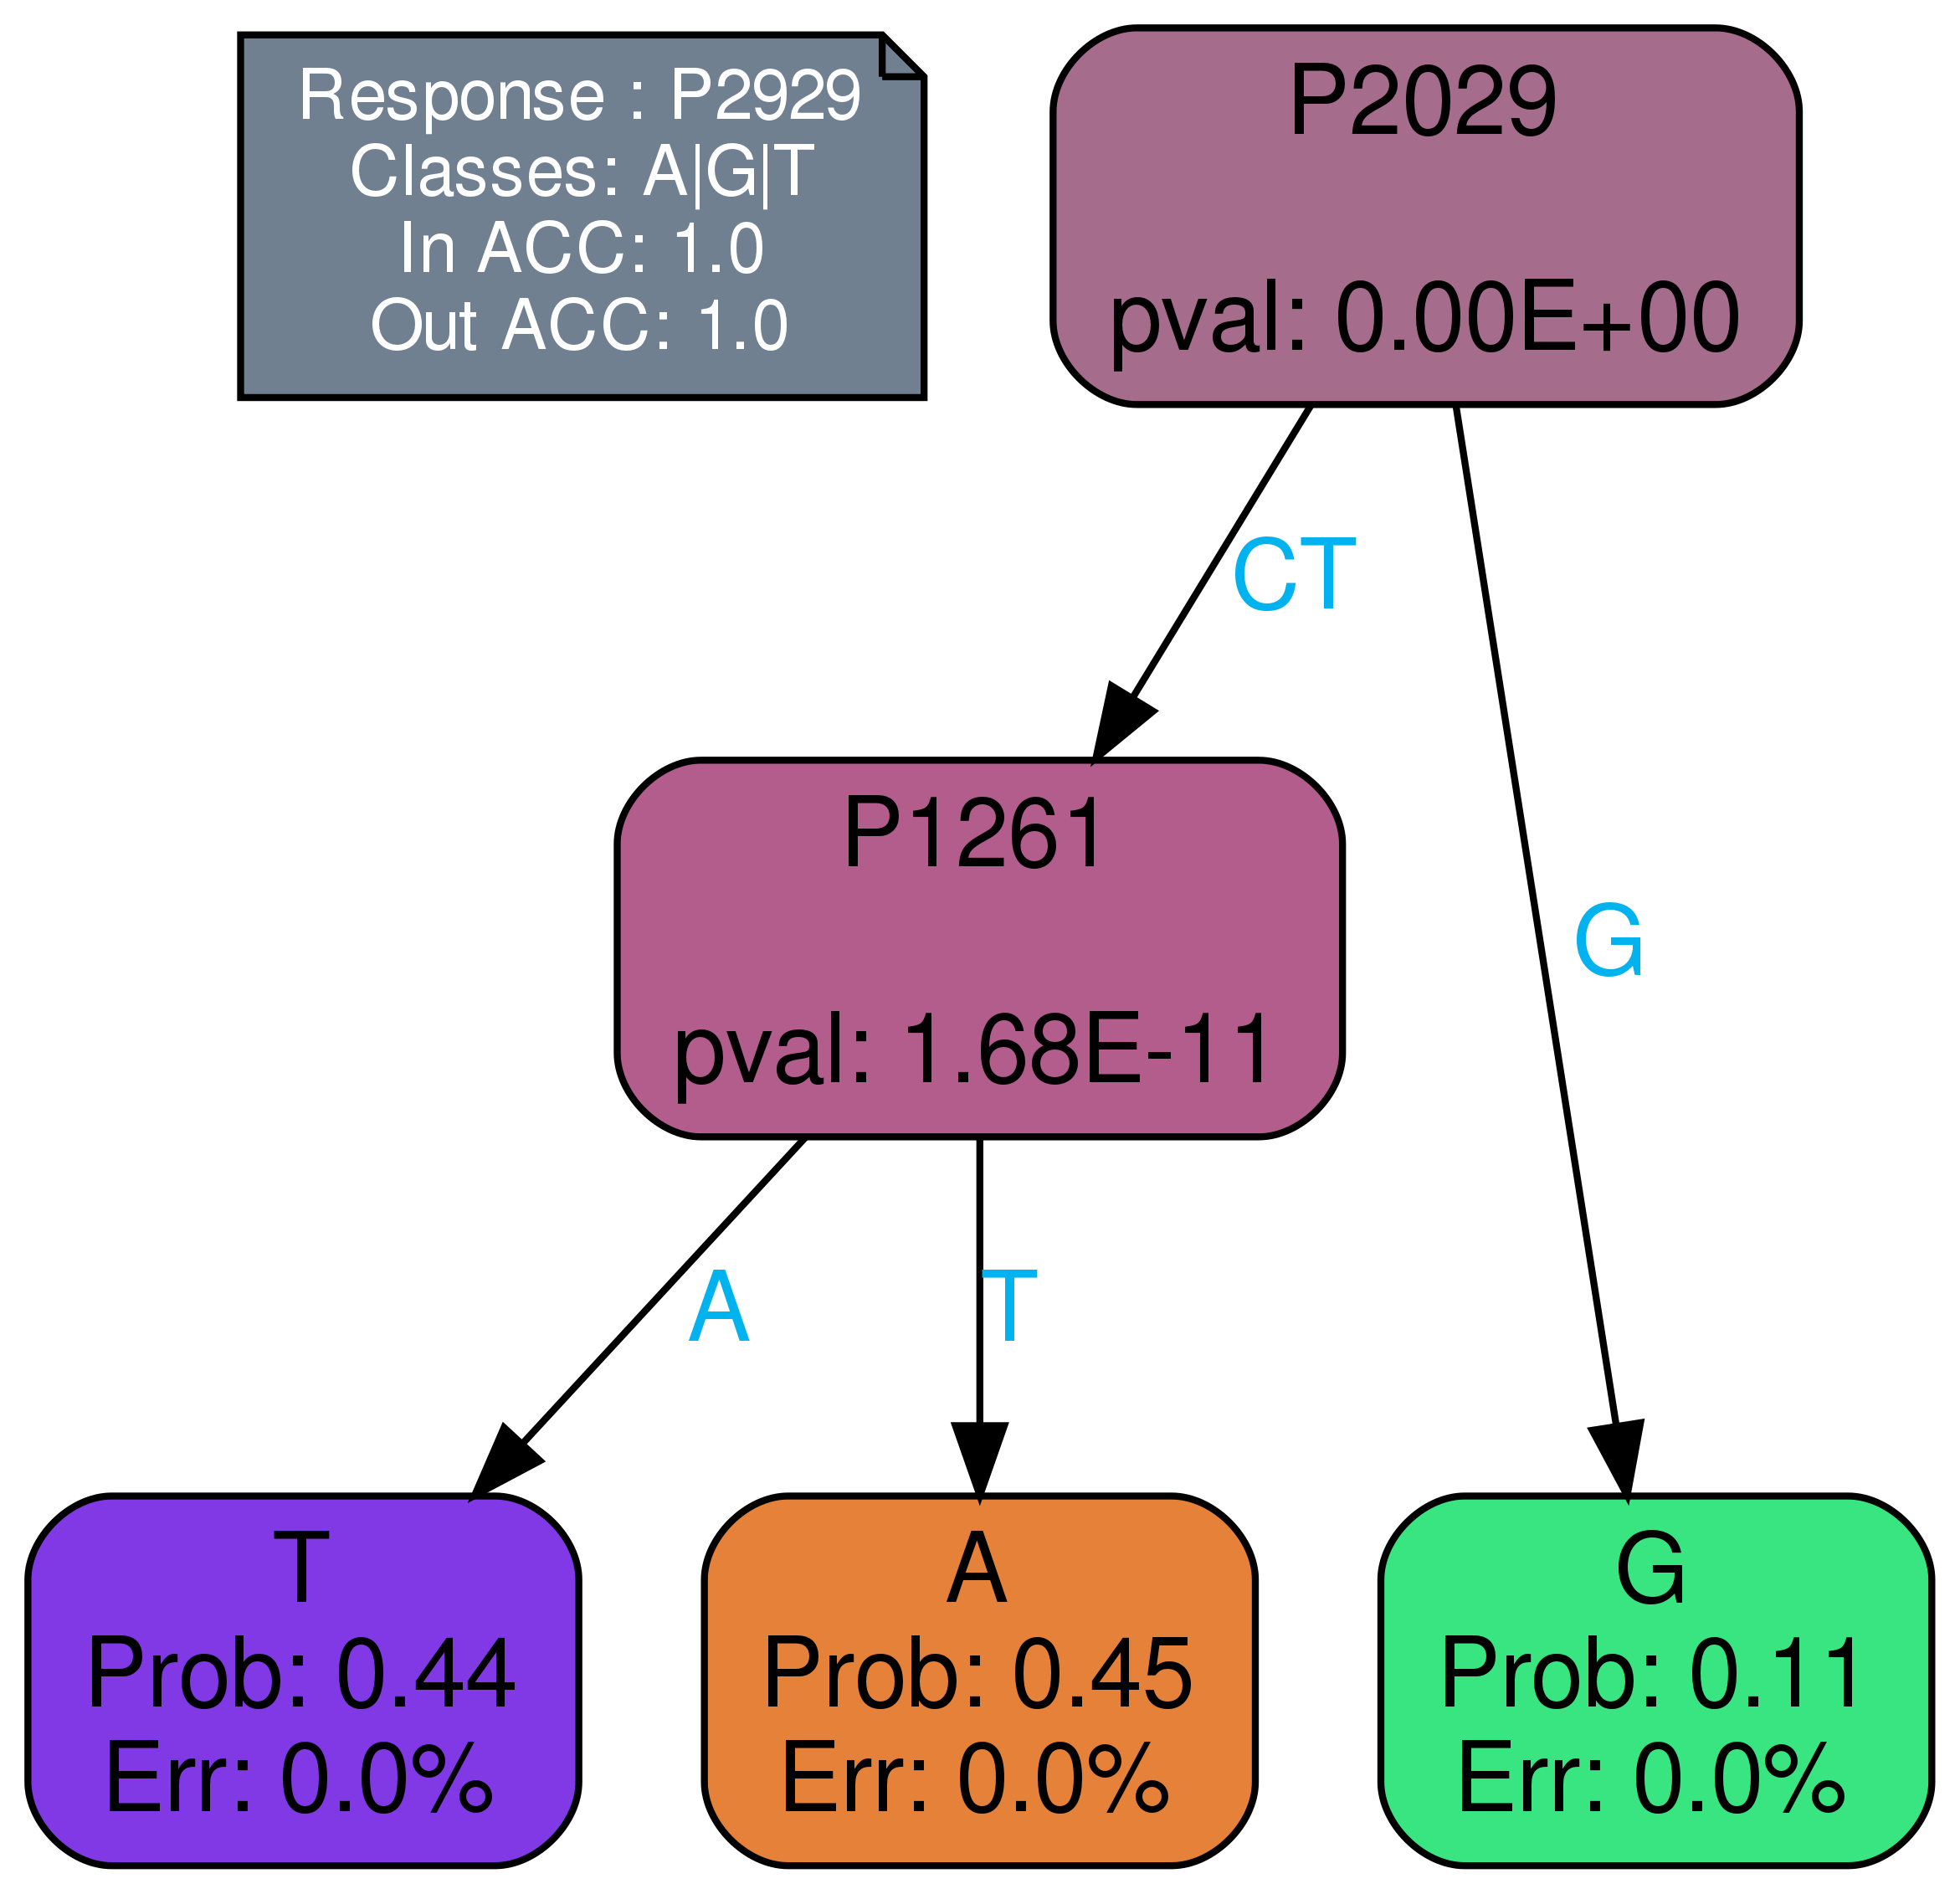 Response : P2929
Classes: A|G|T
In ACC: 1.0
Out ACC: 1.0
P2029
pval: 0.00E+00
CT
G
P1261
pval: 1.68E-11
A
T
T
Prob: 0.44
Err: 0.0%
A
Prob: 0.45
Err: 0.0%
G
Prob: 0.11
Err: 0.0%